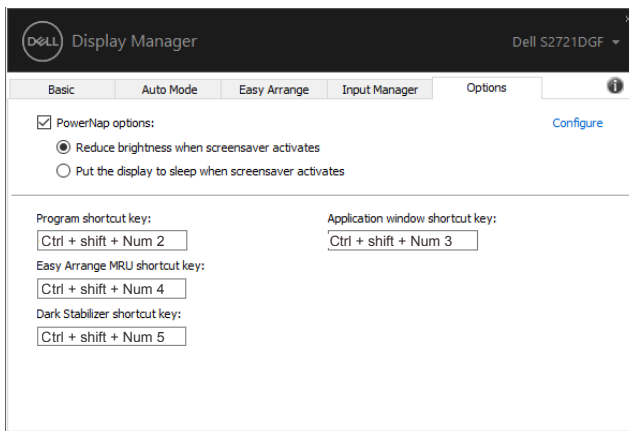 DELL Display Manager
Dell S2721DGF
Basic Auto Mode Easy Arrange Input Manager Options
PowerNap options:
Configure
Reduce brightness when screensaver activates
Put the display to sleep when screensaver activates
Program shortcut key:
Application window shortcut key:
Ctrl + shift + Num 2
Ctrl + shift + Num 3
Easy Arrange MRU shortcut key:
Ctrl + shift + Num 4
Dark Stabilizer shortcut key:
Ctrl + shift + Num 5